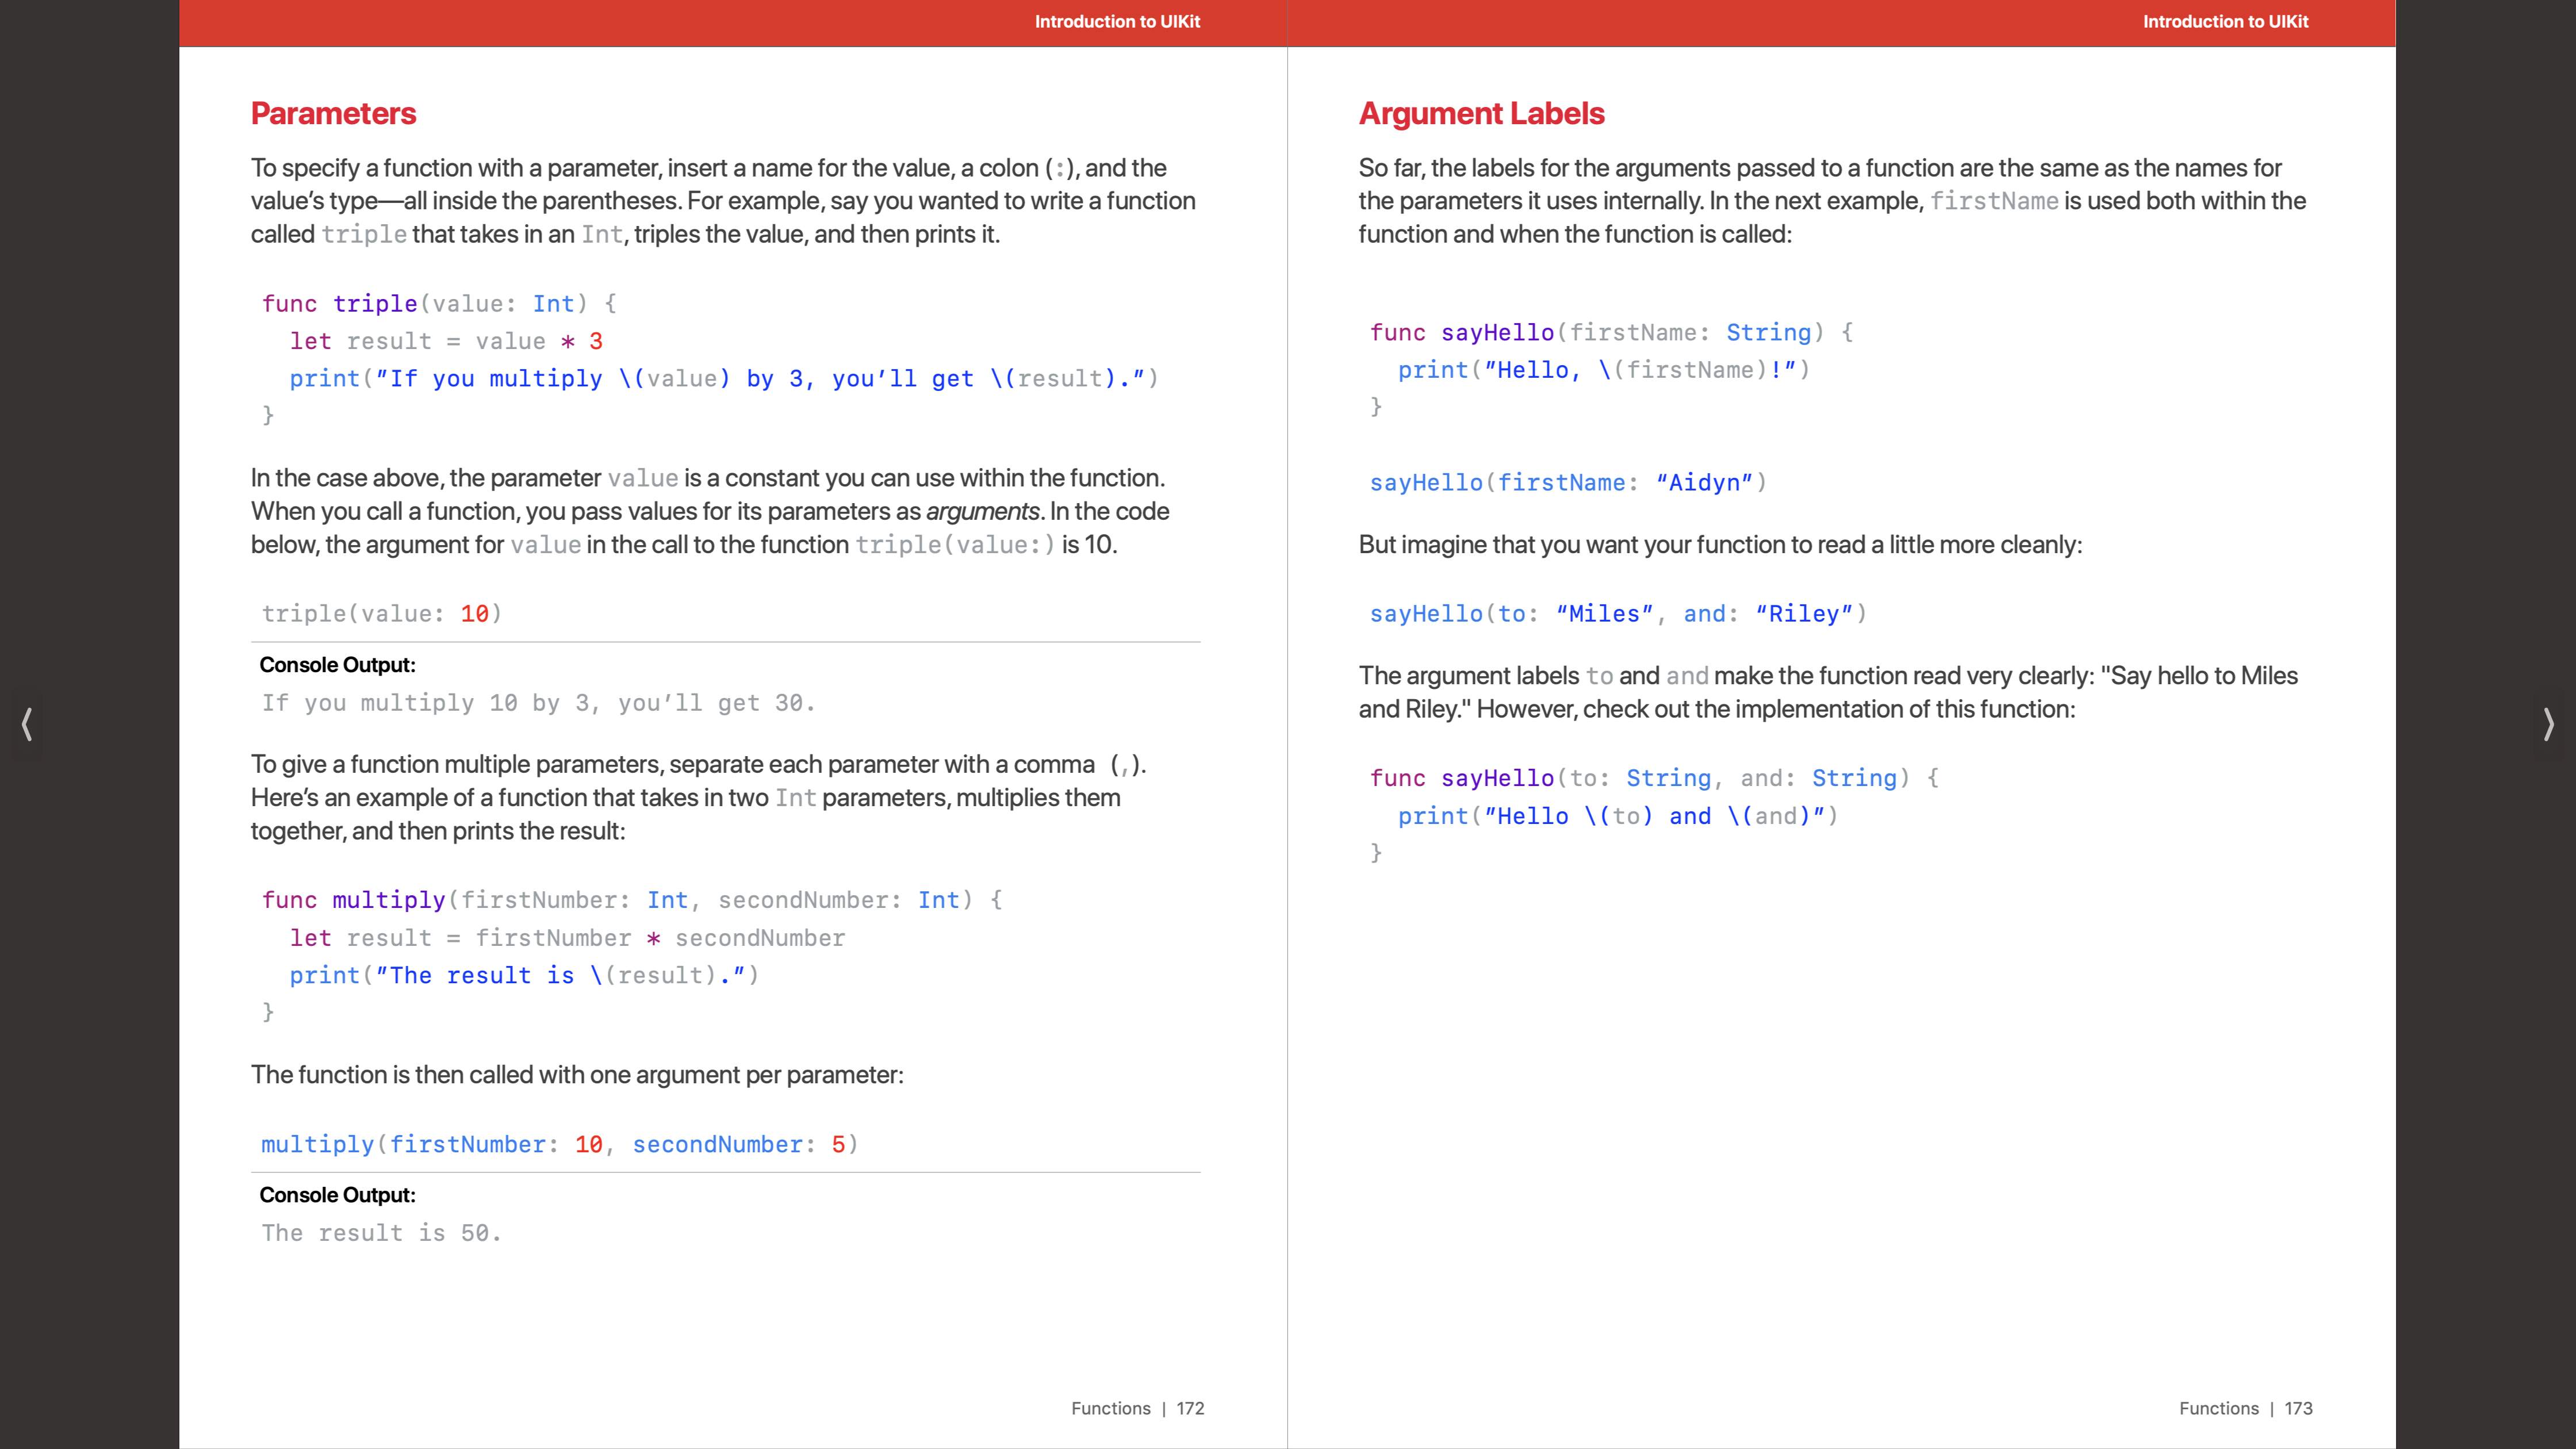 Introduction to UIKit
Parameters
To specify a function with a parameter, insert a name for the value, a colon (:), and the
value’s type—all inside the parentheses. For example, say you wanted to write a function
called triple that takes in an Int, triples the value, and then prints it.
func triple(value: Int) {
  let result = value * 3
  print(”If you multiply \(value) by 3, you’ll get \(result).”)
}
In the case above, the parameter value is a constant you can use within the function.
When you call a function, you pass values for its parameters as arguments. In the code
below, the argument for value in the call to the function triple(value:) is 10.
triple(value: 10)
Console Output:
If you multiply 10 by 3, you’ll get 30.
To give a function multiple parameters, separate each parameter with a comma (,).
Here’s an example of a function that takes in two Int parameters, multiplies them
together, and then prints the result:
func multiply(firstNumber: Int, secondNumber: Int) {
  let result = firstNumber * secondNumber
  print(”The result is \(result).”)
}
The function is then called with one argument per parameter:
multiply(firstNumber: 10, secondNumber: 5)
Console Output:
The result is 50.
Functions | 172
Introduction to UIKit
Argument Labels
So far, the labels for the arguments passed to a function are the same as the names for
the parameters it uses internally. In the next example, firstName is used both within the
function and when the function is called:
func sayHello(firstName: String) {
  print(”Hello, \(firstName)!”)
}
sayHello(firstName: “Aidyn”)
But imagine that you want your function to read a little more cleanly:
sayHello(to: “Miles”, and: “Riley”)
The argument labels to and and make the function read very clearly: "Say hello to Miles
and Riley." However, check out the implementation of this function:
func sayHello(to: String, and: String) {
  print(”Hello \(to) and \(and)”)
}
Functions | 173